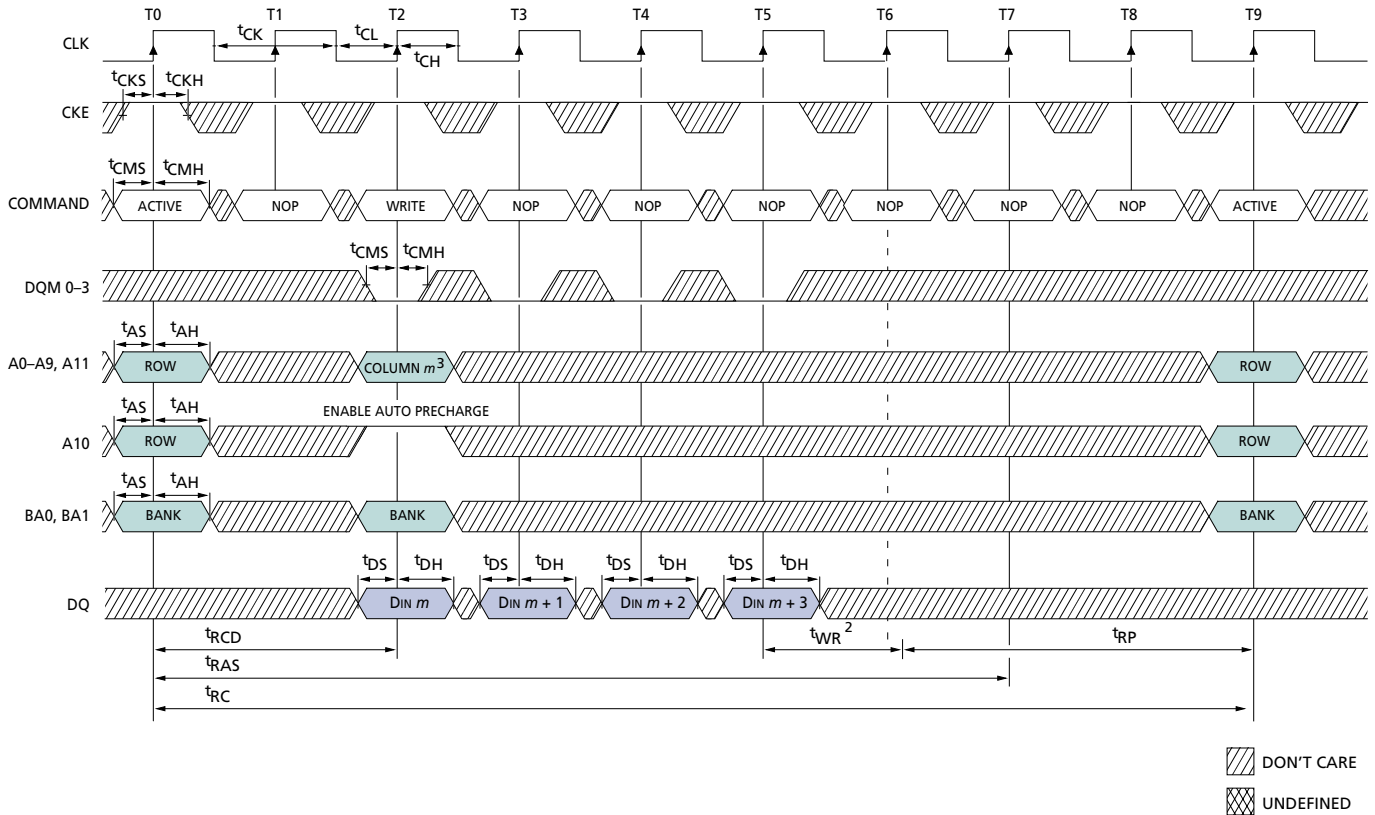 T0 T1 T2 T3 T4 T5 T6 T7 T8 T9
CLK tCK tCL tCH
tCKS tCKH
CKE
tCMS tCMH
COMMAND ACTIVE NOP WRITE NOP NOP NOP NOP NOP NOP ACTIVE
tCMS tCMH
DQM 0–3
tAS tAH
A0–A9, A11 ROW COLUMN m3 ROW
tAS tAH ENABLE AUTO PRECHARGE
A10 ROW ROW
tAS tAH
BA0, BA1 BANK BANK BANK
tDS tDH tDS tDH tDS tDH tDS tDH
DQ DIN m DIN m + 1 DIN m + 2 DIN m + 3
tRCD tWR2 tRP
tRAS
tRC
DON'T CARE
UNDEFINED